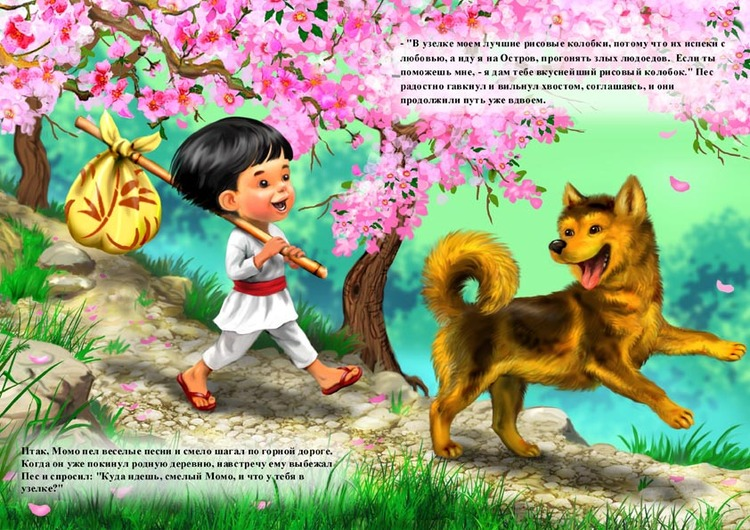 Итак, Момо пел веселые песни и смело шагал по горной дороге.
Когда он уже покинул родную деревню, навстречу ему выбежал
Пес и спросил: "Куда идешь, смелый Момо, и что у тебя в
узелке?"
- "В узелке моем лучшие рисовые колобки, потому что их испекли с
любовью, а иду я на Остров, прогонять злых людоедов. Если ты
поможешь мне, - я дам тебе вкуснейший рисовый колобок." Пес
радостно гавкнул и вильнул хвостом, соглашаясь, и они
продолжили путь уже вдвоем.